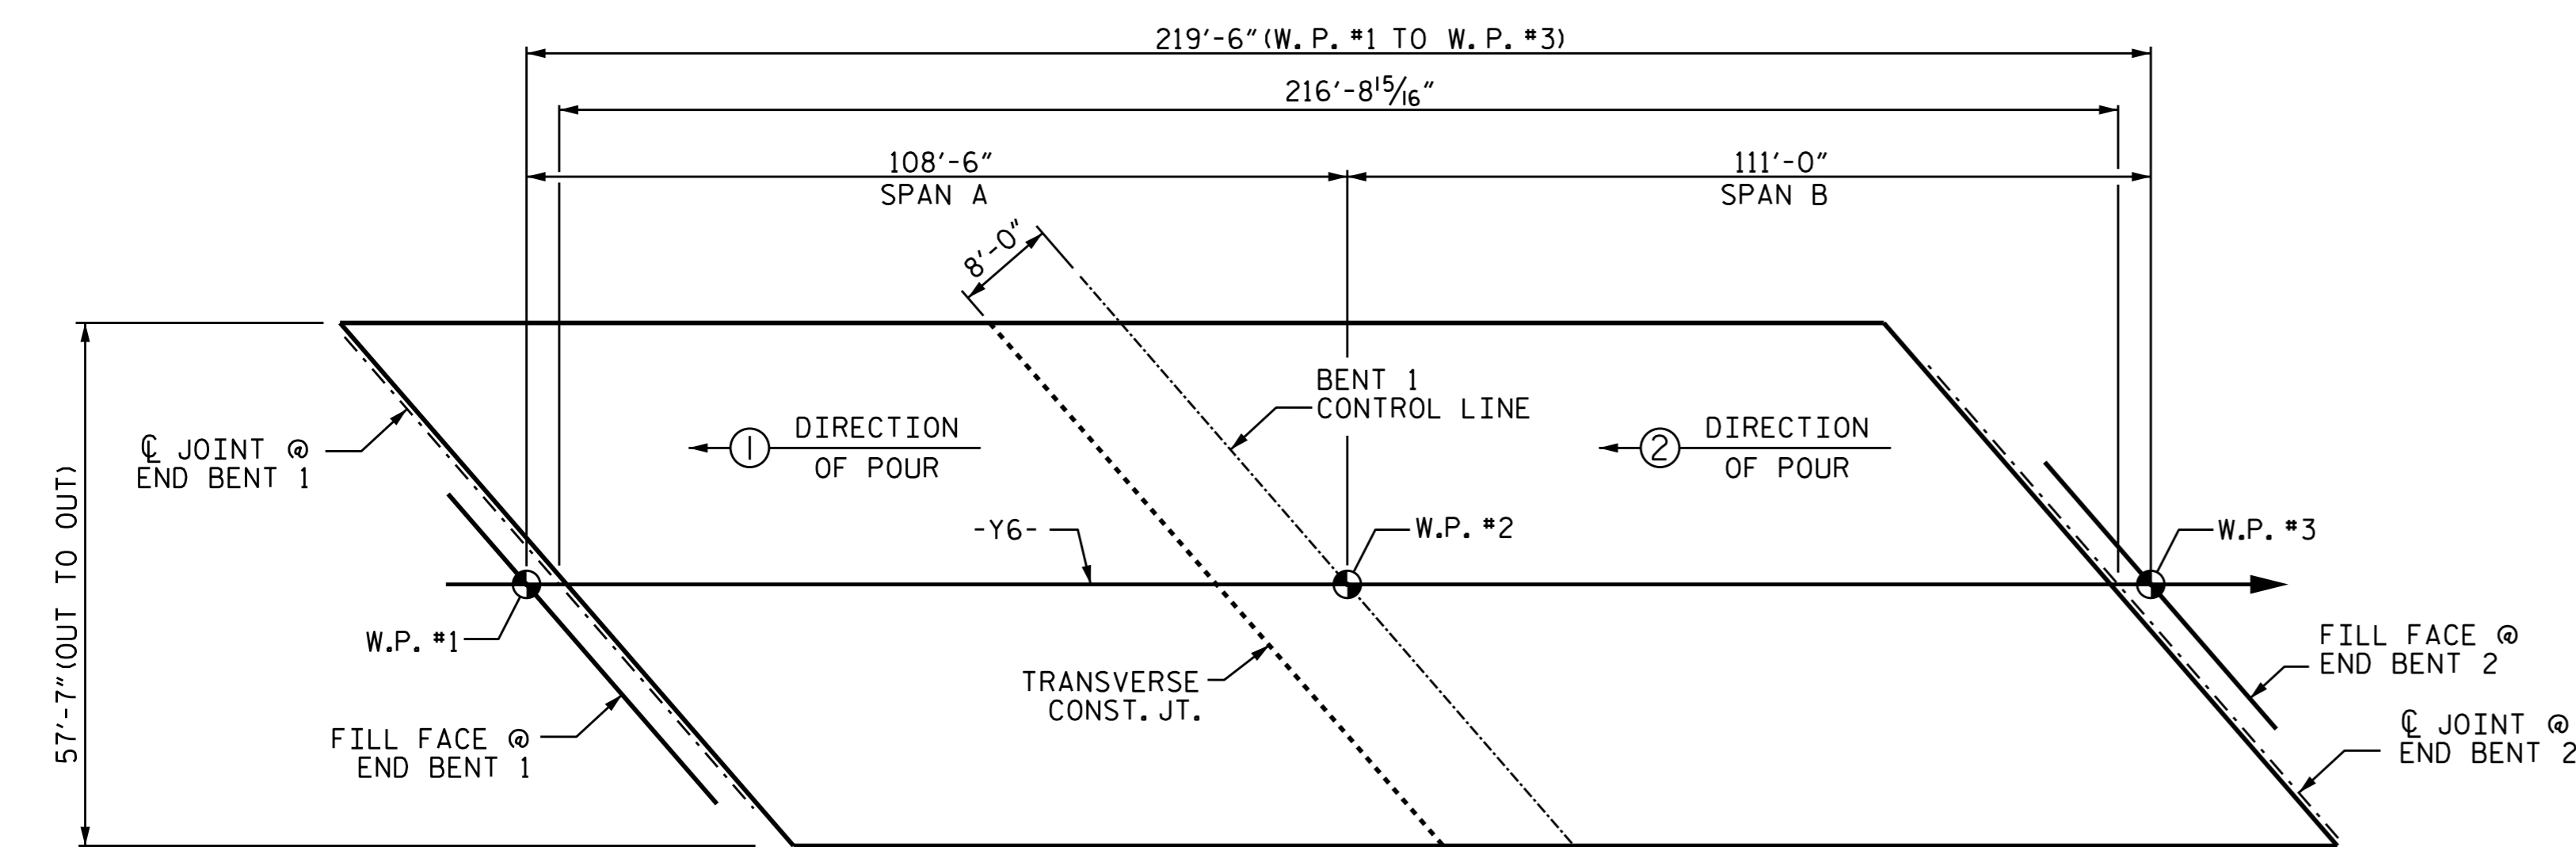 219'-6" (W.P. #1 TO W.P. #3)
216'-8 15/16"
108'-6"
SPAN A
111'-0"
SPAN B
8'-0"
57'-7" (OUT TO OUT)
BENT 1
CONTROL LINE
1 DIRECTION
OF POUR
2 DIRECTION
OF POUR
℄ JOINT @
END BENT 1
-Y6-
W.P. #2
W.P. #3
W.P. #1
TRANSVERSE
CONST. JT.
FILL FACE @
END BENT 2
FILL FACE @
END BENT 1
℄ JOINT @
END BENT 2